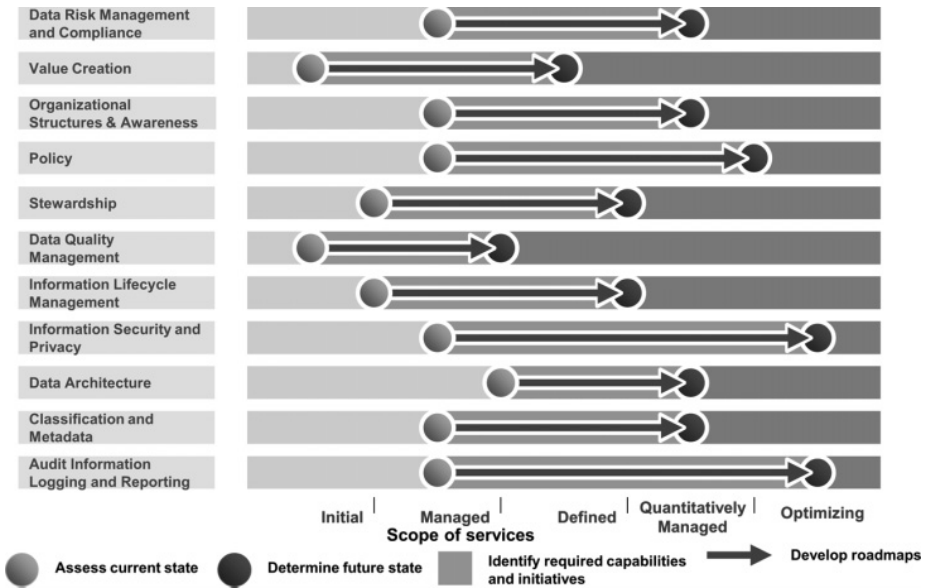 Data Risk Management
and Compliance
Value Creation
Organizational
Structures & Awareness
Policy
Stewardship
Data Quality
Management
Information Lifecycle
Management
Information Security and
Privacy
Data Architecture
Classification and
Metadata
Audit Information
Logging and Reporting
Initial
Managed
Defined
Quantitatively
Managed
Optimizing
Scope of services
Assess current state
Determine future state
Identify required capabilities
and initiatives
Develop roadmaps